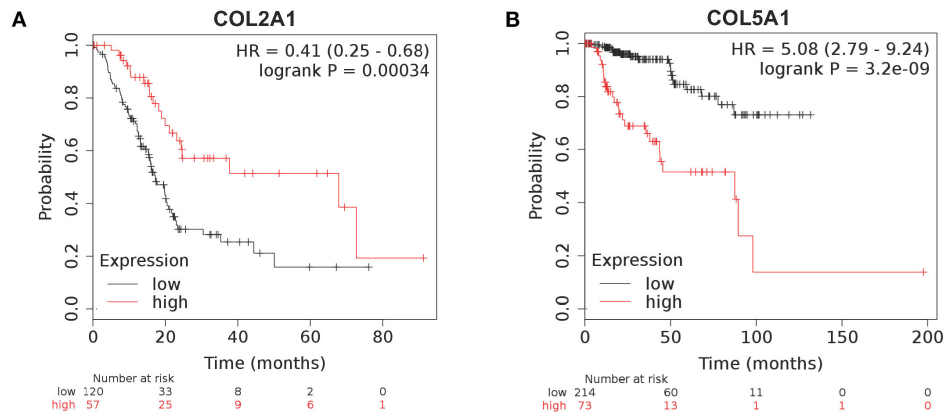 A
COL2A1
HR = 0.41 (0.25 - 0.68)
logrank P = 0.00034
Probability
1.0
0.8
0.6
0.4
0.2
0.0
Expression
low
high
0 20 40 60 80
Time (months)
Number at risk
low 120 33 8 2 0
high 57 25 9 6 1
B
COL5A1
HR = 5.08 (2.79 - 9.24)
logrank P = 3.2e-09
Probability
1.0
0.8
0.6
0.4
0.2
0.0
Expression
low
high
0 50 100 150 200
Time (months)
Number at risk
low 214 60 11 0 0
high 73 13 1 1 0